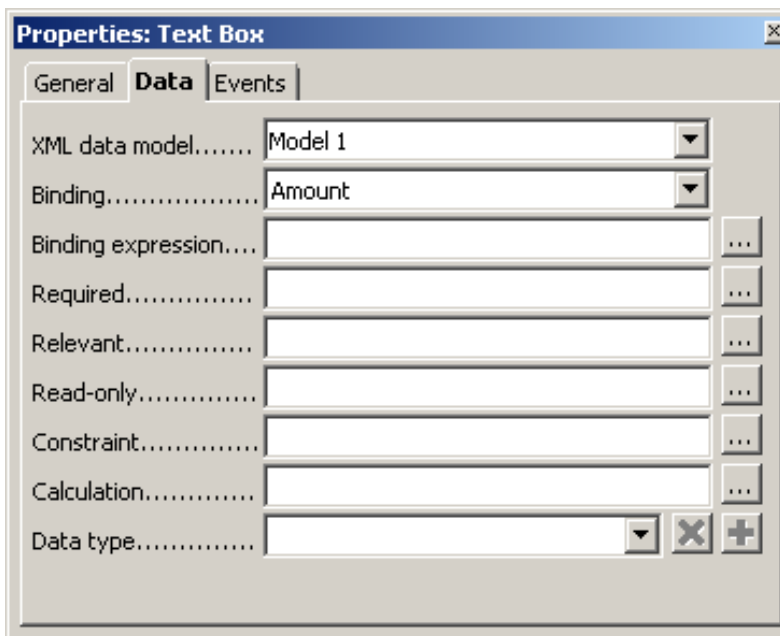 Properties: Text Box
General Data Events
XML data model....... Model 1
Binding.................. Amount
Binding expression.... ...
Required............... ...
Relevant............... ...
Read-only.............. ...
Constraint.............. ...
Calculation............. ...
Data type..............